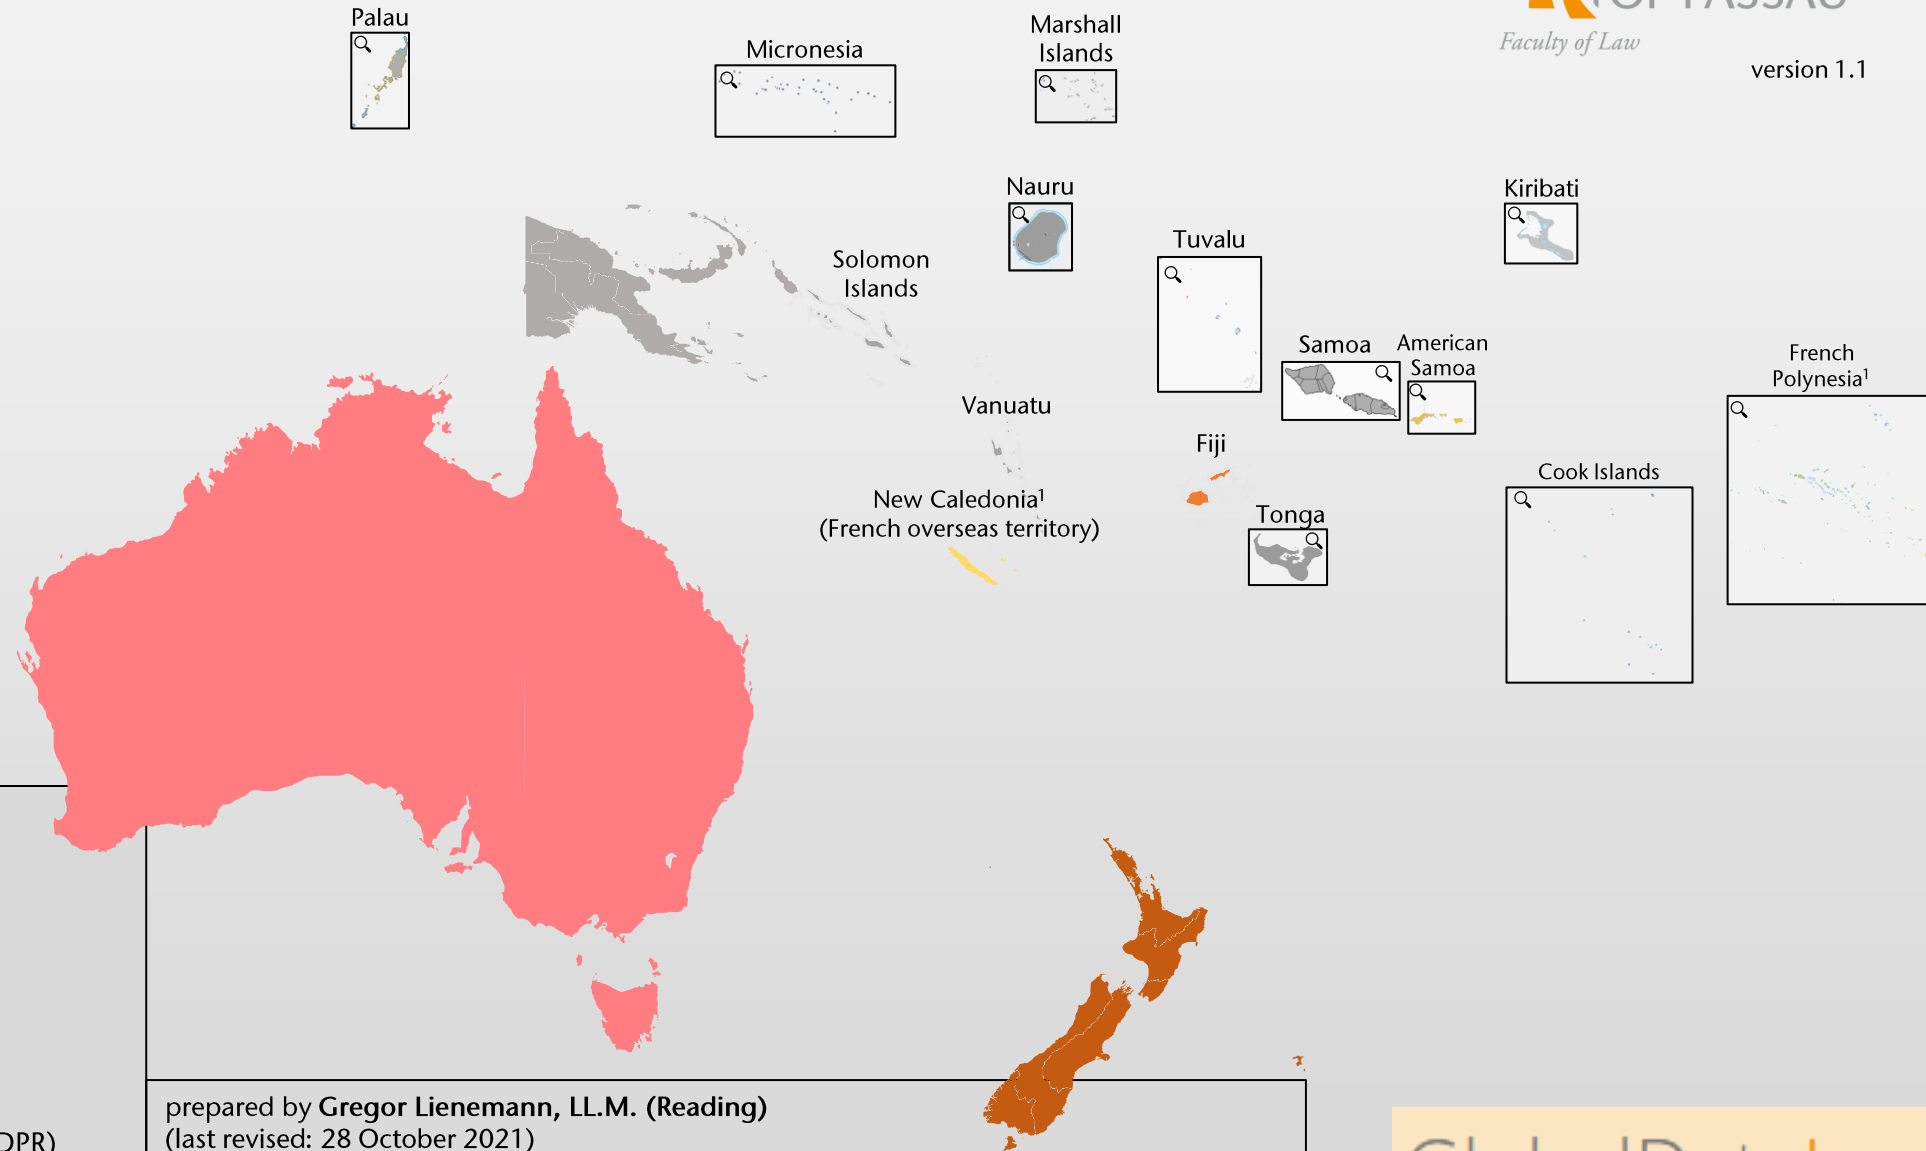 Palau
Micronesia
Marshall
Islands
Faculty of Law
version 1.1
Nauru
Kiribati
Tuvalu
Solomon
Islands
Samoa
American
Samoa
French
Polynesia¹
Vanuatu
Fiji
Cook Islands
New Caledonia¹
(French overseas territory)
Tonga
prepared by Gregor Lienemann, LL.M. (Reading)
(last revised: 28 October 2021)
DPR)